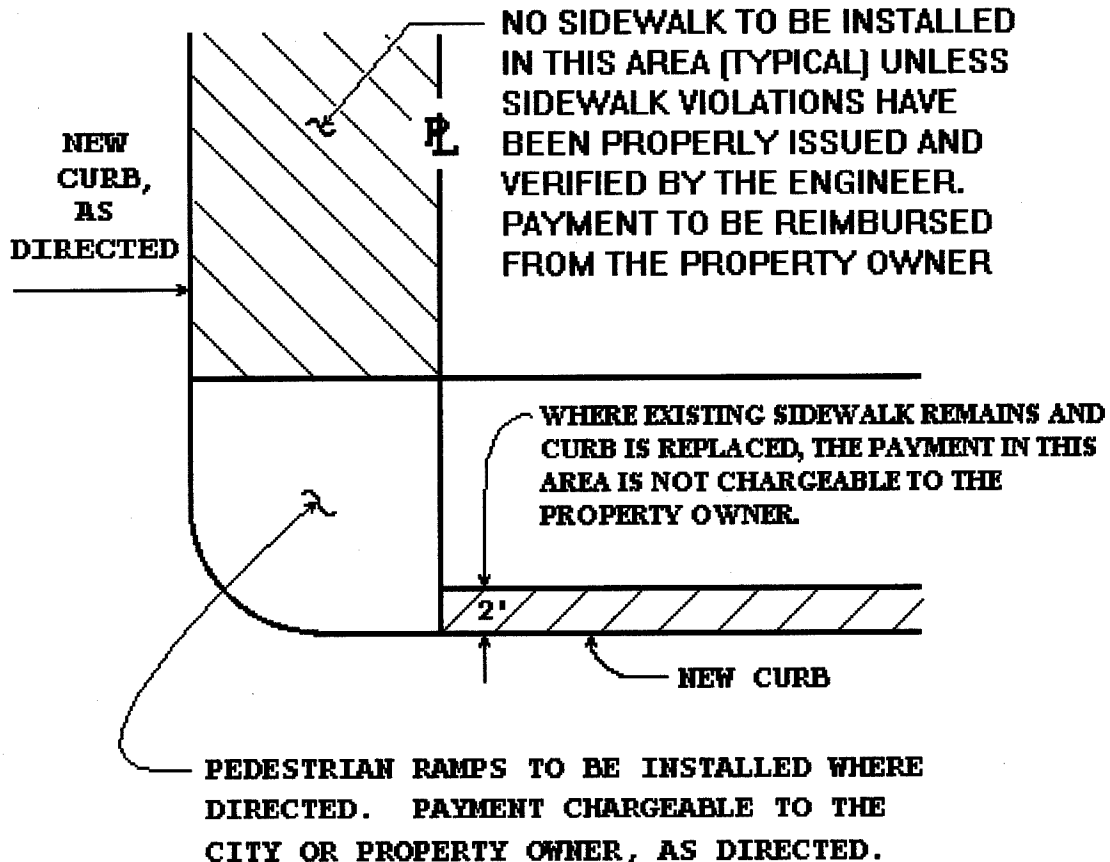 NO SIDEWALK TO BE INSTALLED
IN THIS AREA (TYPICAL) UNLESS
SIDEWALK VIOLATIONS HAVE
BEEN PROPERLY ISSUED AND
VERIFIED BY THE ENGINEER.
PAYMENT TO BE REIMBURSED
FROM THE PROPERTY OWNER
PL
NEW
CURB,
AS
DIRECTED
WHERE EXISTING SIDEWALK REMAINS AND
CURB IS REPLACED, THE PAYMENT IN THIS
AREA IS NOT CHARGEABLE TO THE
PROPERTY OWNER.
2'
NEW CURB
PEDESTRIAN RAMPS TO BE INSTALLED WHERE
DIRECTED. PAYMENT CHARGEABLE TO THE
CITY OR PROPERTY OWNER, AS DIRECTED.